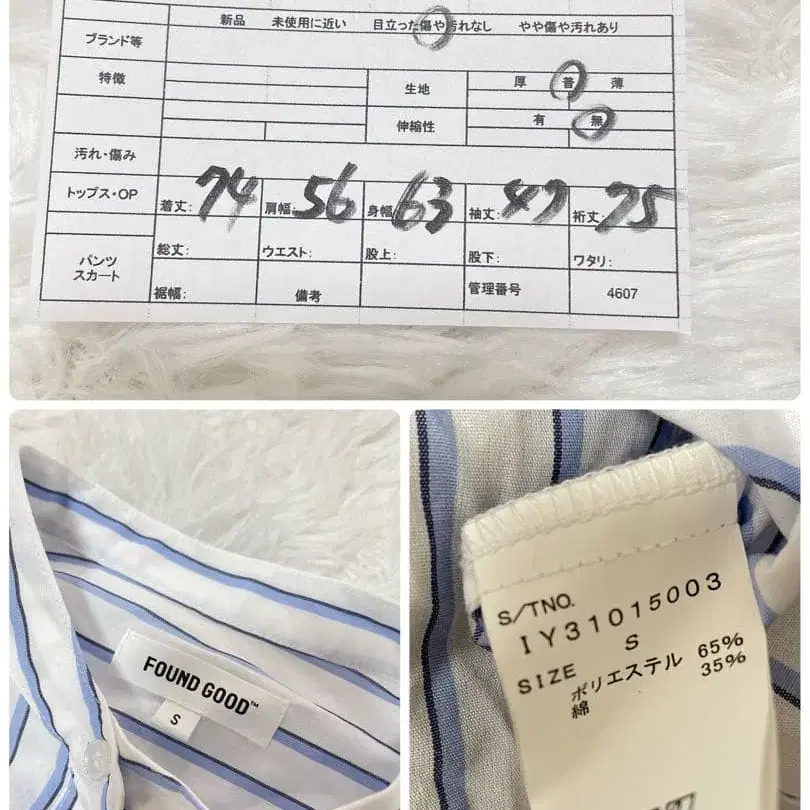 新品 未使用に近い 目立った傷や汚れなし やや傷や汚れあり
ブランド等
特徴 生地 厚 普 薄
伸縮性 有 無
汚れ・傷み
トップス・OP 着丈: 74 肩幅: 56 身幅: 63 袖丈: 47 裄丈: 75
パンツ
スカート
総丈: ウエスト: 股上: 股下: ワタリ:
裾幅: 備考 管理番号 4607
FOUND GOOD™
S
S/TNO.
IY31015003
SIZE S
ポリエステル 65%
綿 35%